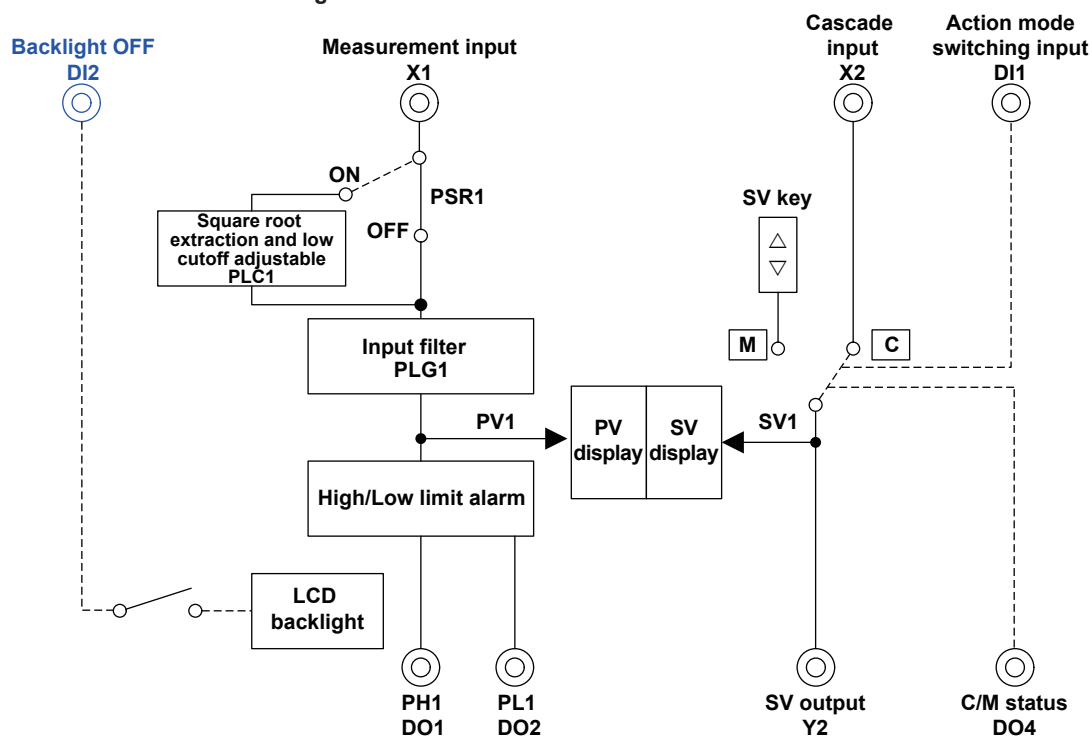 Backlight OFF
DI2
Measurement input
X1
Cascade
input
X2
Action mode
switching input
DI1
ON
PSR1
OFF
Square root
extraction and low
cutoff adjustable
PLC1
SV key
△
▽
Input filter
PLG1
M
C
PV1
PV
display
SV
display
SV1
High/Low limit alarm
LCD
backlight
PH1
DO1
PL1
DO2
SV output
Y2
C/M status
DO4